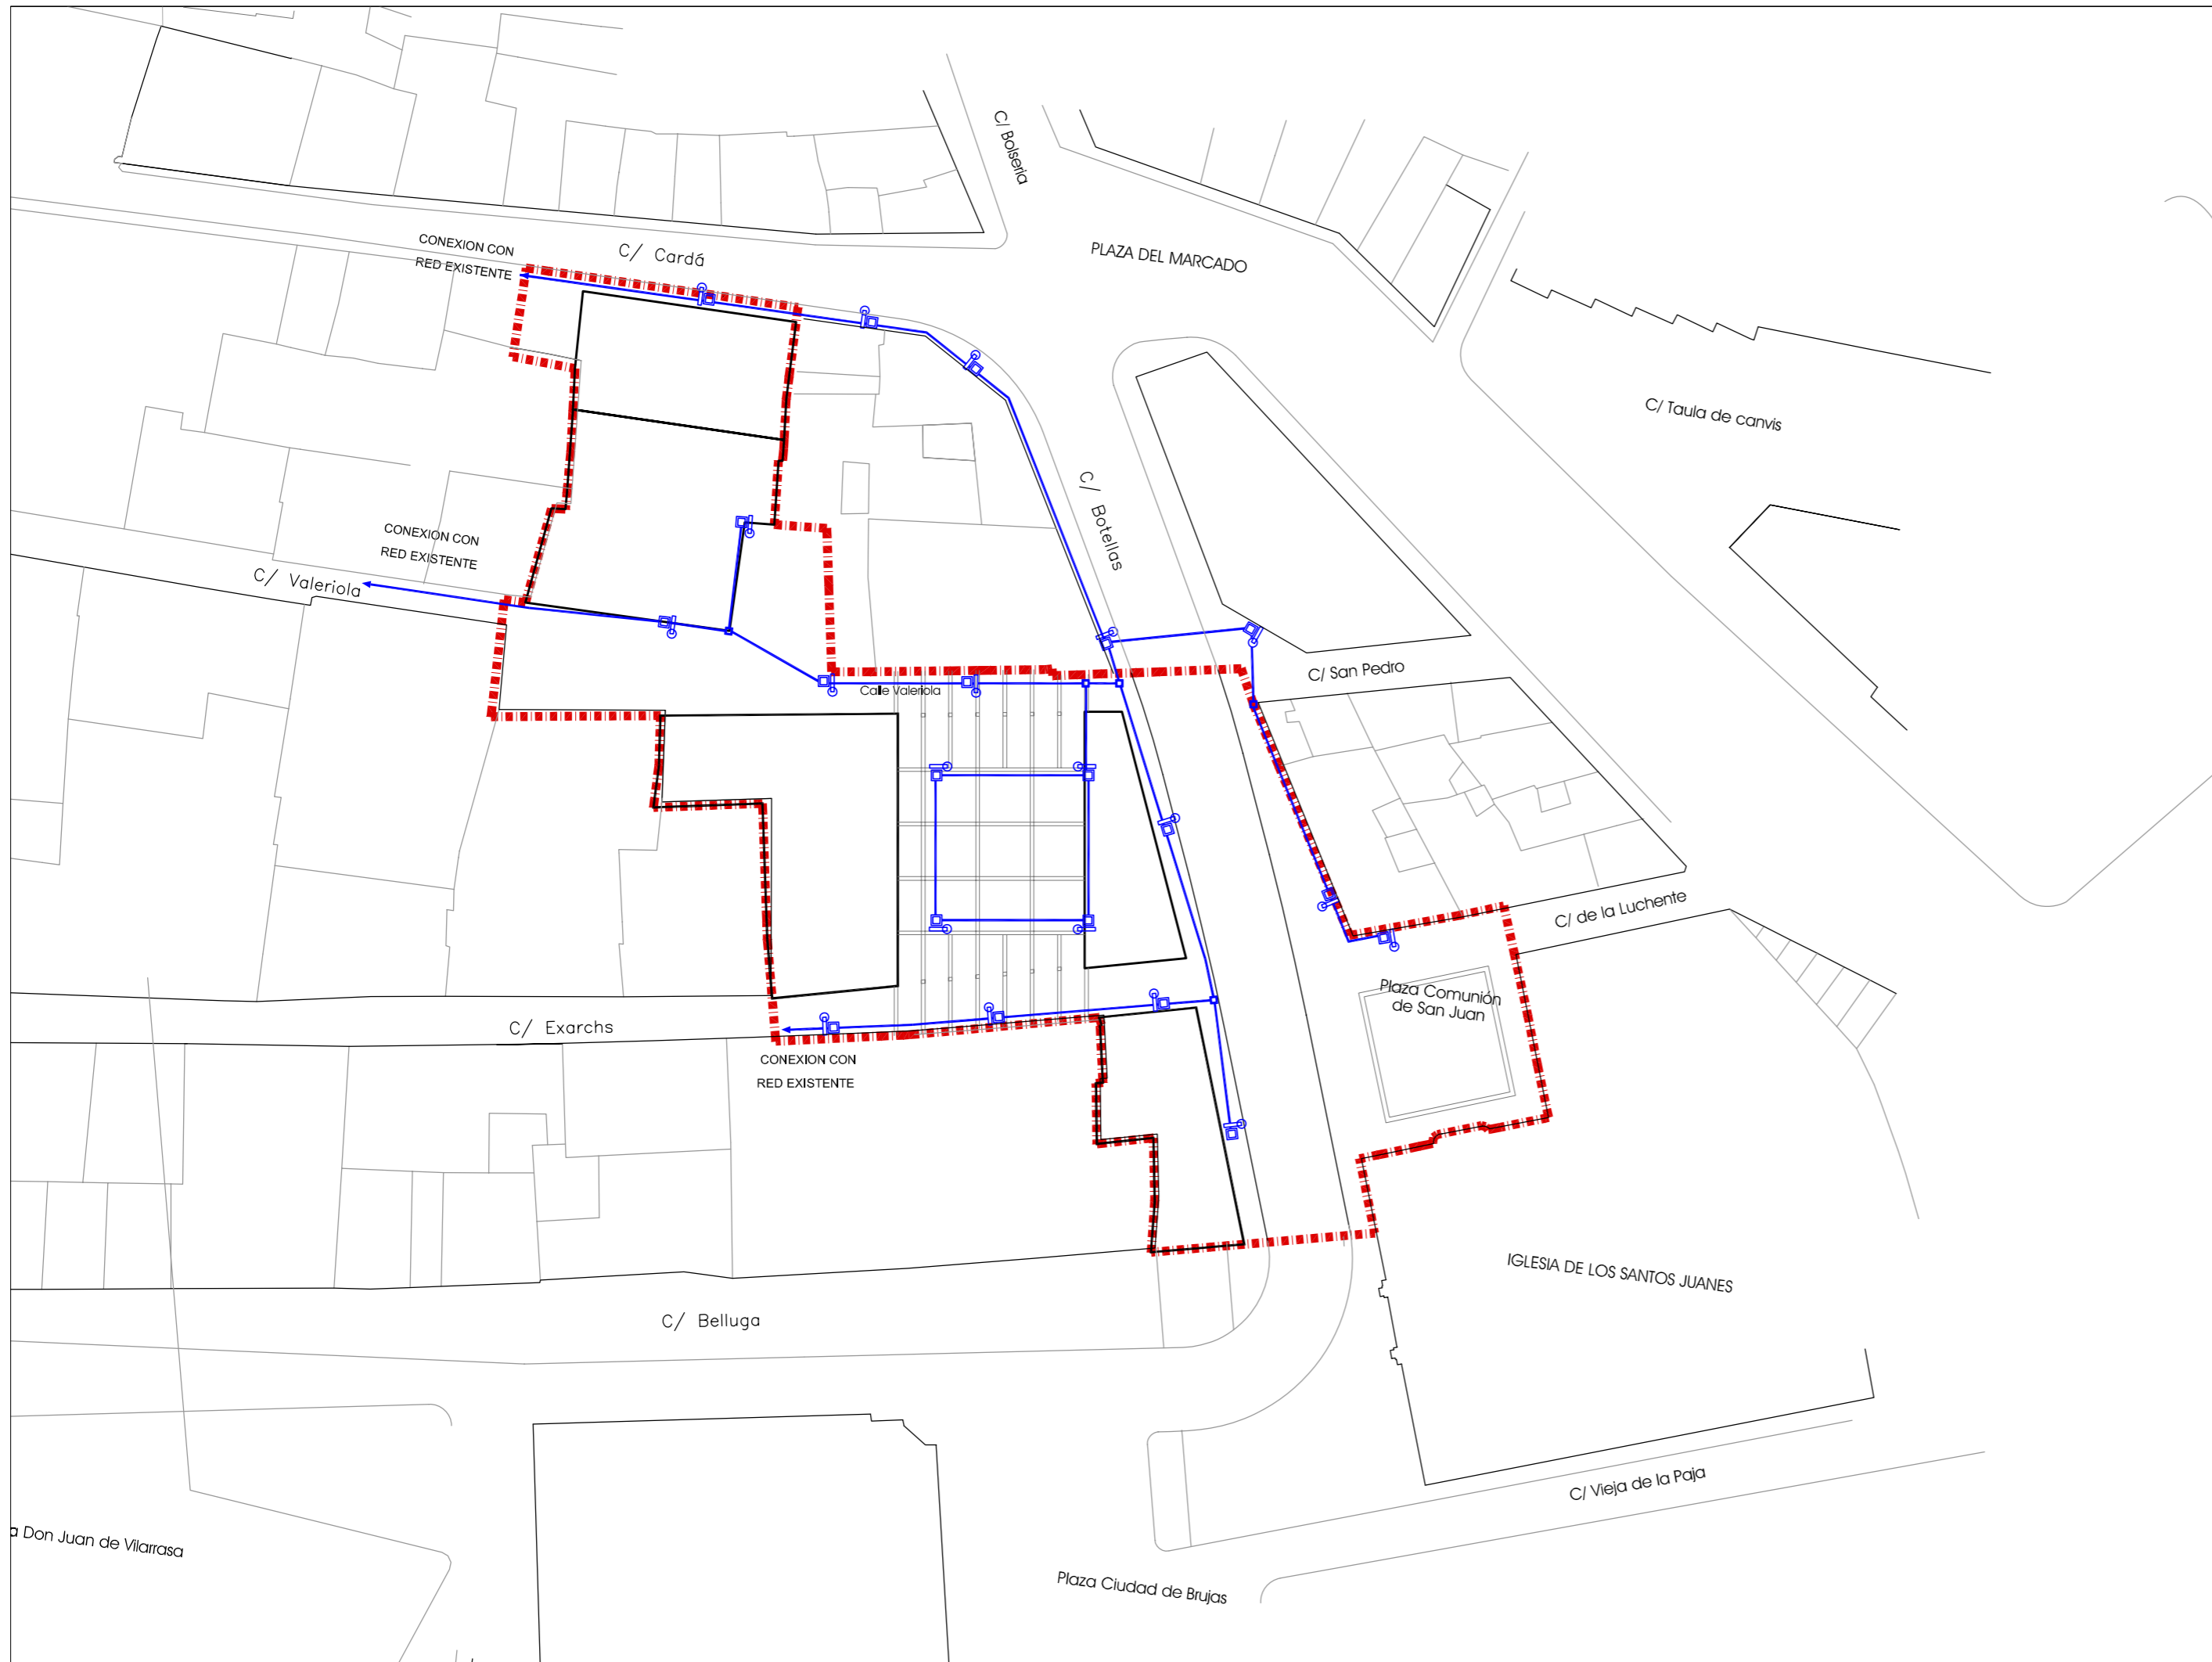 C/ Bolseria
CONEXION CON
RED EXISTENTE
C/ Cardá
PLAZA DEL MARCADO
C/ Taula de canvis
C/ Botellas
CONEXION CON
RED EXISTENTE
C/ Valeriola
C/ San Pedro
Calle Valeriola
C/ de la Luchente
Plaza Comunión
de San Juan
C/ Exarchs
CONEXION CON
RED EXISTENTE
IGLESIA DE LOS SANTOS JUANES
C/ Belluga
C/ Vieja de la Paja
a Don Juan de Vilarrasa
Plaza Ciudad de Brujas